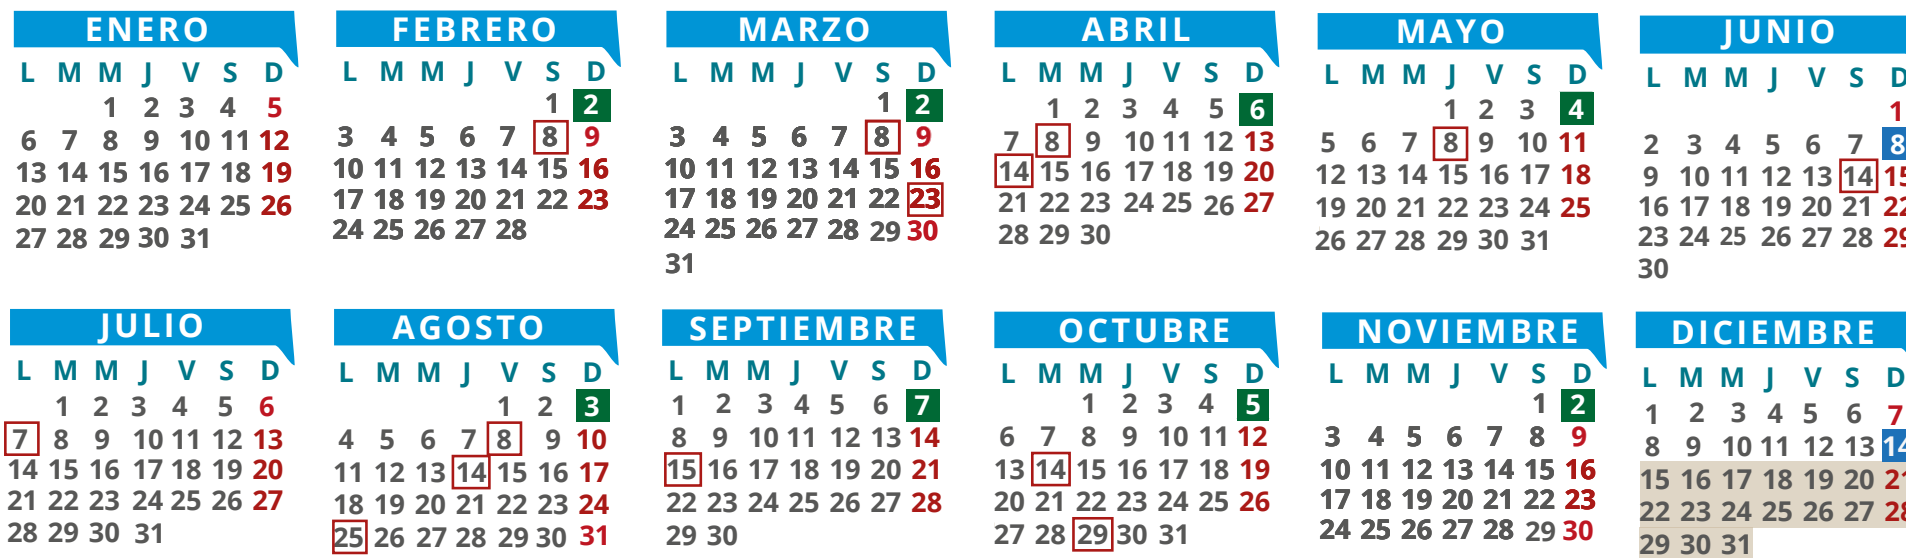 ENERO
L M M J V S D
1 2 3 4 5
6 7 8 9 10 11 12
13 14 15 16 17 18 19
20 21 22 23 24 25 26
27 28 29 30 31
FEBRERO
L M M J V S D
1 2
3 4 5 6 7 8 9
10 11 12 13 14 15 16
17 18 19 20 21 22 23
24 25 26 27 28
MARZO
L M M J V S D
1 2
3 4 5 6 7 8 9
10 11 12 13 14 15 16
17 18 19 20 21 22 23
24 25 26 27 28 29 30
31
ABRIL
L M M J V S D
1 2 3 4 5 6
7 8 9 10 11 12 13
14 15 16 17 18 19 20
21 22 23 24 25 26 27
28 29 30
MAYO
L M M J V S D
1 2 3 4
5 6 7 8 9 10 11
12 13 14 15 16 17 18
19 20 21 22 23 24 25
26 27 28 29 30 31
JUNIO
L M M J V S D
1
2 3 4 5 6 7 8
9 10 11 12 13 14 15
16 17 18 19 20 21 22
23 24 25 26 27 28 29
30
JULIO
L M M J V S D
1 2 3 4 5 6
7 8 9 10 11 12 13
14 15 16 17 18 19 20
21 22 23 24 25 26 27
28 29 30 31
AGOSTO
L M M J V S D
1 2 3
4 5 6 7 8 9 10
11 12 13 14 15 16 17
18 19 20 21 22 23 24
25 26 27 28 29 30 31
SEPTIEMBRE
L M M J V S D
1 2 3 4 5 6 7
8 9 10 11 12 13 14
15 16 17 18 19 20 21
22 23 24 25 26 27 28
29 30
OCTUBRE
L M M J V S D
1 2 3 4 5
6 7 8 9 10 11 12
13 14 15 16 17 18 19
20 21 22 23 24 25 26
27 28 29 30 31
NOVIEMBRE
L M M J V S D
1 2
3 4 5 6 7 8 9
10 11 12 13 14 15 16
17 18 19 20 21 22 23
24 25 26 27 28 29 30
DICIEMBRE
L M M J V S D
1 2 3 4 5 6 7
8 9 10 11 12 13 14
15 16 17 18 19 20 21
22 23 24 25 26 27 28
29 30 31